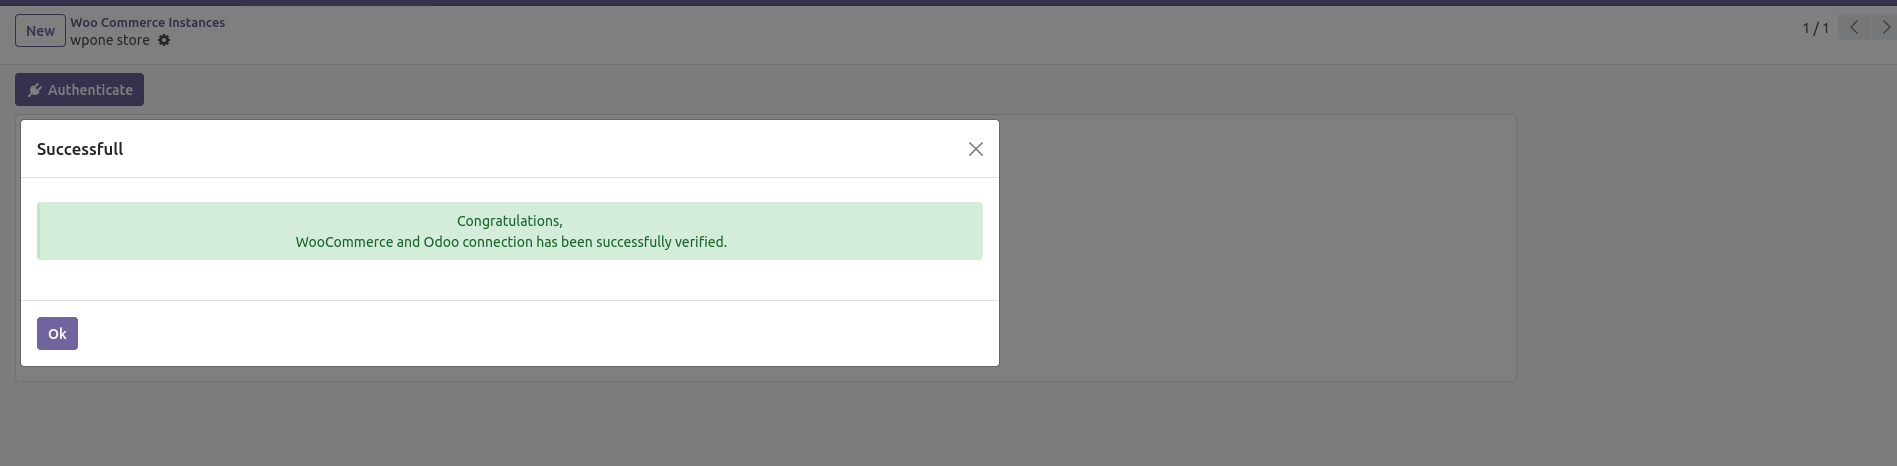 New
Woo Commerce Instances
wpone store
1 / 1
Authenticate
Successfull
Congratulations,
WooCommerce and Odoo connection has been successfully verified.
Ok